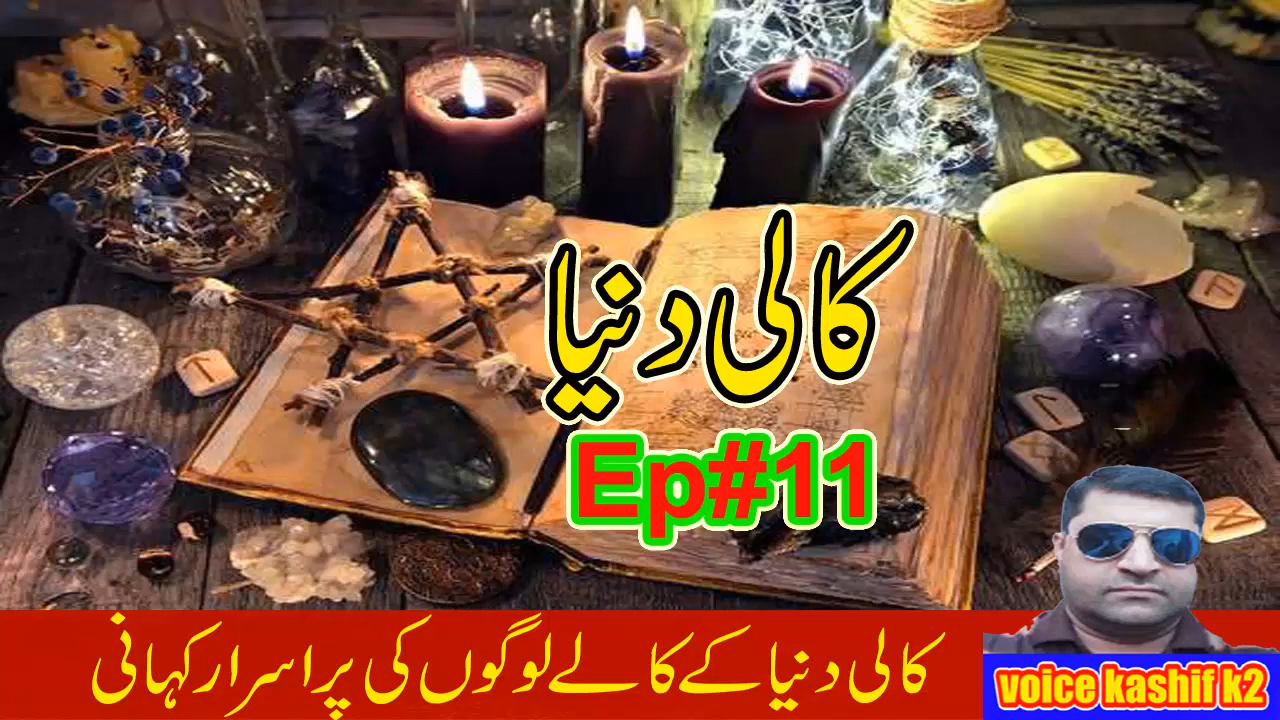 کالی دنیا
Ep#11
کالی دنیا کے کالے لوگوں کی پراسرار کہانی
voice kashif k2